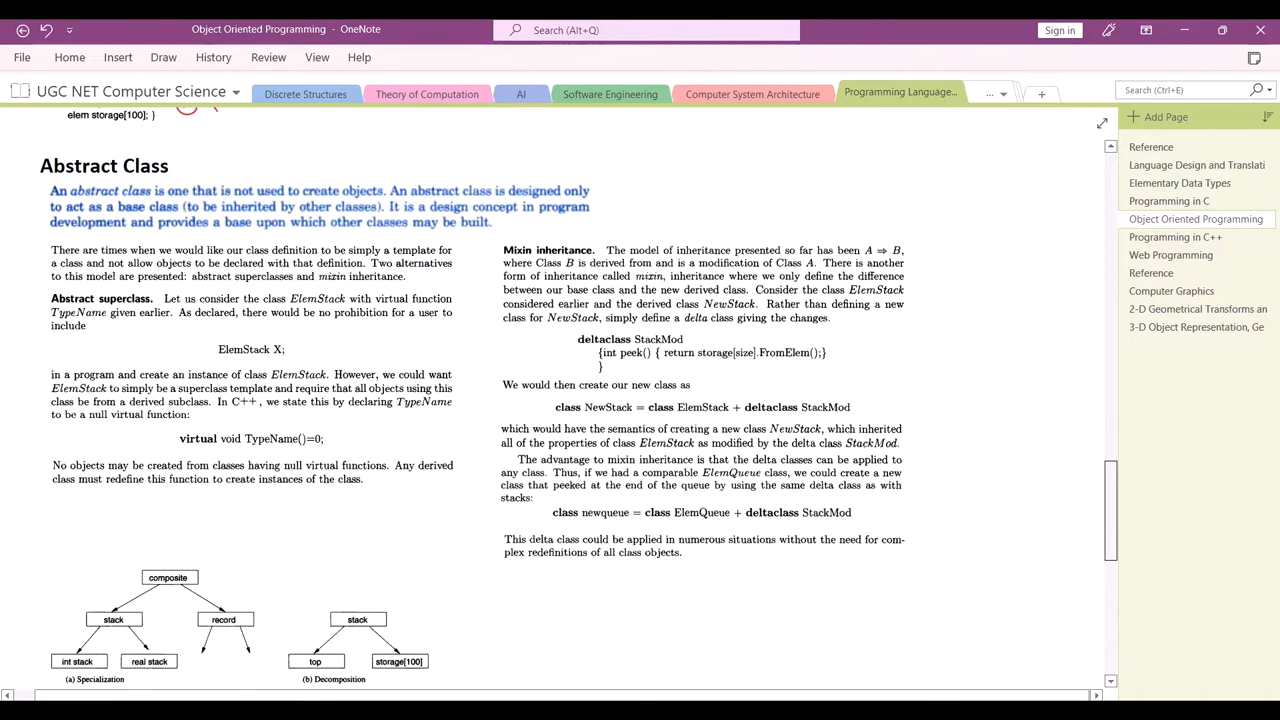 Object Oriented Programming - OneNote
Search (Alt+Q)
Sign in
File Home Insert Draw History Review View Help
UGC NET Computer Science
Discrete Structures
Theory of Computation
AI
Software Engineering
Computer System Architecture
Programming Language...
...
Search (Ctrl+E)
elem storage[100]; }
Abstract Class
An abstract class is one that is not used to create objects. An abstract class is designed only
to act as a base class (to be inherited by other classes). It is a design concept in program
development and provides a base upon which other classes may be built.
There are times when we would like our class definition to be simply a template for
a class and not allow objects to be declared with that definition. Two alternatives
to this model are presented: abstract superclasses and mixin inheritance.
Abstract superclass. Let us consider the class ElemStack with virtual function
TypeName given earlier. As declared, there would be no prohibition for a user to
include
ElemStack X;
in a program and create an instance of class ElemStack. However, we could want
ElemStack to simply be a superclass template and require that all objects using this
class be from a derived subclass. In C++, we state this by declaring TypeName
to be a null virtual function:
virtual void TypeName()=0;
No objects may be created from classes having null virtual functions. Any derived
class must redefine this function to create instances of the class.
Mixin inheritance. The model of inheritance presented so far has been A ⇒ B,
where Class B is derived from and is a modification of Class A. There is another
form of inheritance called mixin, inheritance where we only define the difference
between our base class and the new derived class. Consider the class ElemStack
considered earlier and the derived class NewStack. Rather than defining a new
class for NewStack, simply define a delta class giving the changes.
deltaclass StackMod
{int peek() { return storage[size].FromElem();}
}
We would then create our new class as
class NewStack = class ElemStack + deltaclass StackMod
which would have the semantics of creating a new class NewStack, which inherited
all of the properties of class ElemStack as modified by the delta class StackMod.
The advantage to mixin inheritance is that the delta classes can be applied to
any class. Thus, if we had a comparable ElemQueue class, we could create a new
class that peeked at the end of the queue by using the same delta class as with
stacks:
class newqueue = class ElemQueue + deltaclass StackMod
This delta class could be applied in numerous situations without the need for com-
plex redefinitions of all class objects.
composite
stack
record
int stack
real stack
(a) Specialization
stack
top
storage[100]
(b) Decomposition
Add Page
Reference
Language Design and Translati
Elementary Data Types
Programming in C
Object Oriented Programming
Programming in C++
Web Programming
Reference
Computer Graphics
2-D Geometrical Transforms an
3-D Object Representation, Ge